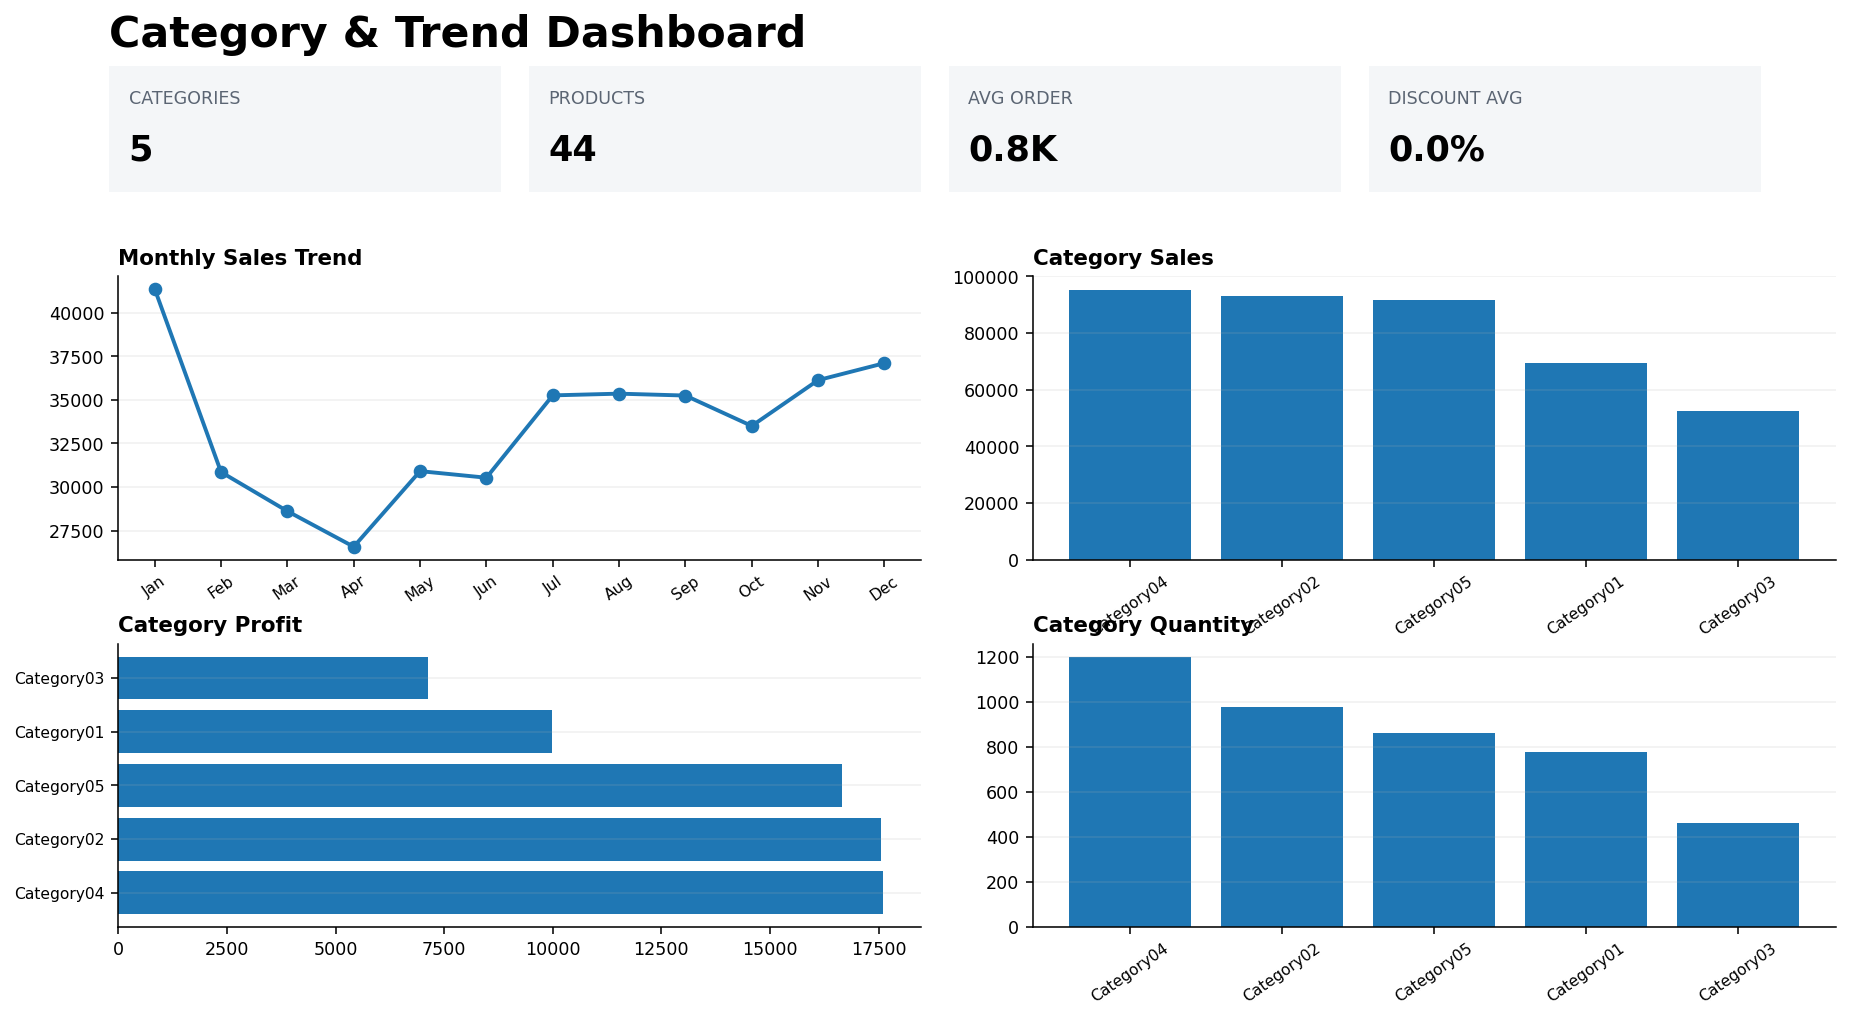 Category & Trend Dashboard
CATEGORIES
5
PRODUCTS
44
AVG ORDER
0.8K
DISCOUNT AVG
0.0%
Monthly Sales Trend
40000
37500
35000
32500
30000
27500
Jan Feb Mar Apr May Jun Jul Aug Sep Oct Nov Dec
Category Sales
100000
80000
60000
40000
20000
0
Category04 Category02 Category05 Category01 Category03
Category Profit
Category03
Category01
Category05
Category02
Category04
0 2500 5000 7500 10000 12500 15000 17500
Category Quantity
1200
1000
800
600
400
200
0
Category04 Category02 Category05 Category01 Category03